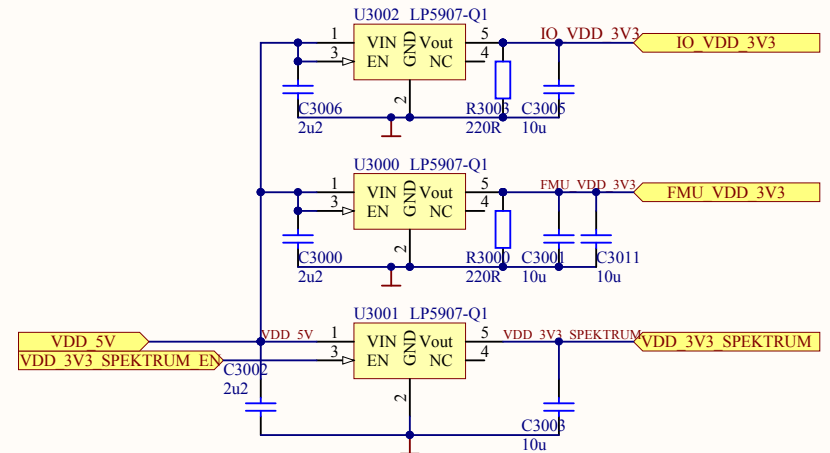 U3002 LP5907-Q1
1 VIN GND Vout 5 IO_VDD_3V3 IO_VDD_3V3
3 EN NC 4
2
C3006 R3003 C3005
2u2 220R 10u
U3000 LP5907-Q1
1 VIN GND Vout 5 FMU_VDD_3V3 FMU_VDD_3V3
3 EN NC 4
2
C3000 R3000 C3001 C3011
2u2 220R 10u 10u
U3001 LP5907-Q1
VDD_5V VDD_5V 1 VIN GND Vout 5 VDD_3V3_SPEKTRUM VDD_3V3_SPEKTRUM
VDD_3V3_SPEKTRUM_EN 3 EN NC 4
C3002
2u2
2
C3003
10u